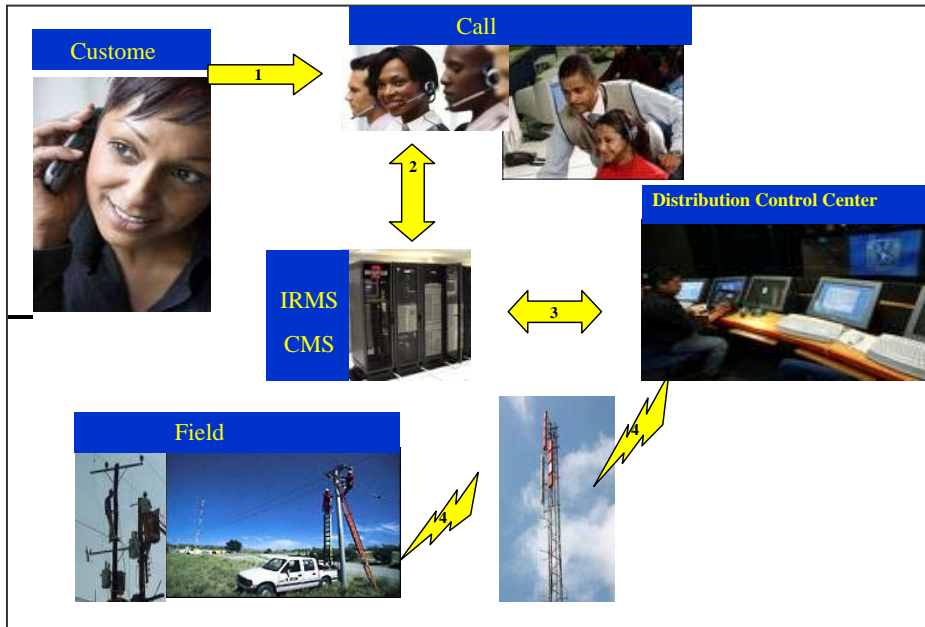 Call
Custome
1
2
Distribution Control Center
IRMS
CMS
3
Field
4
4